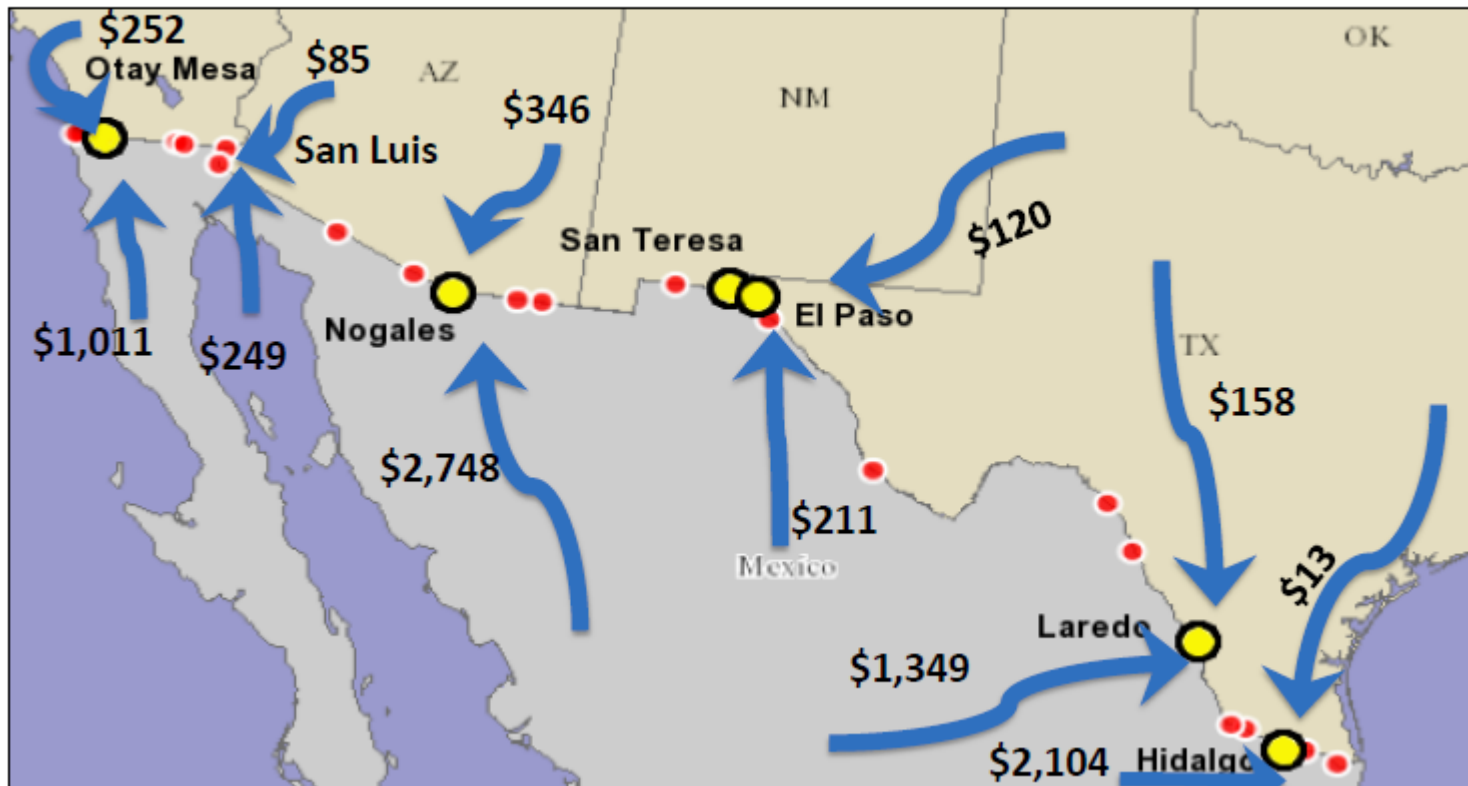 $252
OK
Otay Mesa
$85
AZ
NM
$346
San Luis
$120
San Teresa
El Paso
Nogales
$1,011
$249
TX
$158
$2,748
$211
Mexico
$13
Laredo
$1,349
$2,104
Hidalgo